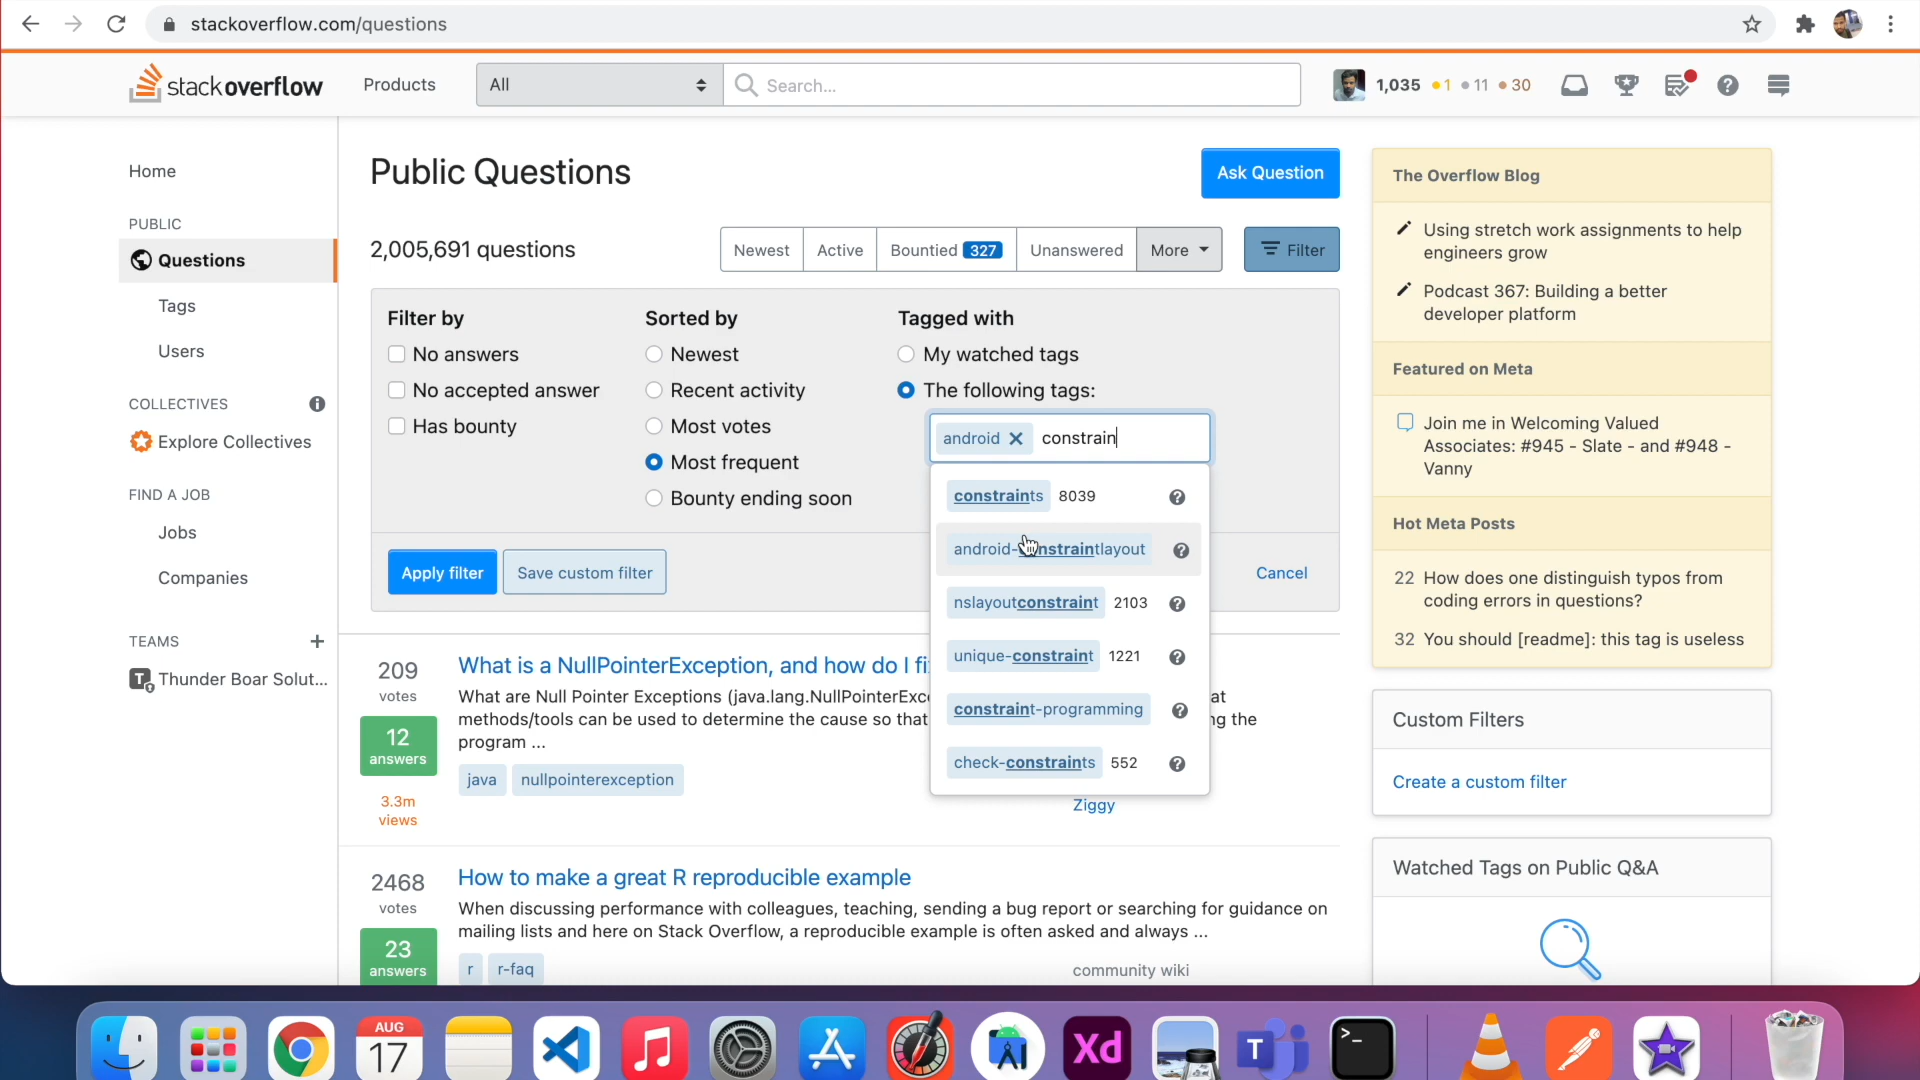 stackoverflow.com/questions
stackoverflow
Products
All
Search...
1,035
1
11
30
Home
PUBLIC
Questions
Tags
Users
COLLECTIVES
Explore Collectives
FIND A JOB
Jobs
Companies
TEAMS
Thunder Boar Solut...
Public Questions
Ask Question
2,005,691 questions
Newest
Active
Bountied 327
Unanswered
More
Filter
Filter by
No answers
No accepted answer
Has bounty
Sorted by
Newest
Recent activity
Most votes
Most frequent
Bounty ending soon
Tagged with
My watched tags
The following tags:
android constrain
constraints 8039
android-constraintlayout
nslayoutconstraint 2103
unique-constraint 1221
constraint-programming
check-constraints 552
Apply filter
Save custom filter
Cancel
209
votes
12
answers
3.3m
views
What is a NullPointerException, and how do I fi
What are Null Pointer Exceptions (java.lang.NullPointerExc at
methods/tools can be used to determine the cause so that ng the
program ...
java nullpointerexception
Ziggy
2468
votes
23
answers
How to make a great R reproducible example
When discussing performance with colleagues, teaching, sending a bug report or searching for guidance on
mailing lists and here on Stack Overflow, a reproducible example is often asked and always ...
r r-faq
community wiki
The Overflow Blog
Using stretch work assignments to help
engineers grow
Podcast 367: Building a better
developer platform
Featured on Meta
Join me in Welcoming Valued
Associates: #945 - Slate - and #948 -
Vanny
Hot Meta Posts
22 How does one distinguish typos from
coding errors in questions?
32 You should [readme]: this tag is useless
Custom Filters
Create a custom filter
Watched Tags on Public Q&A
AUG
17
Xd
T
>_